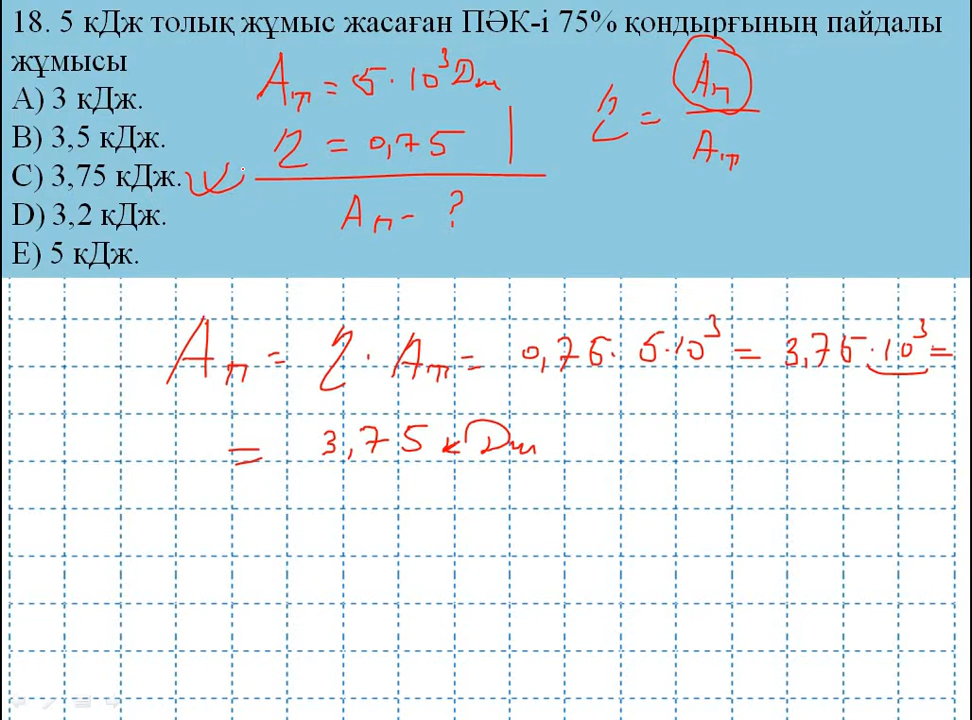 18. 5 кДж толық жұмыс жасаған ПӘК-і 75% қондырғының пайдалы
жұмысы
A) 3 кДж.
B) 3,5 кДж.
C) 3,75 кДж.
D) 3,2 кДж.
E) 5 кДж.
Aт = 5·10³ Дж
η = 0,75
Aп - ?
η = Aп / Aт
Aп = η · Aт = 0,75 · 5·10³ = 3,75·10³ =
= 3,75 кДж